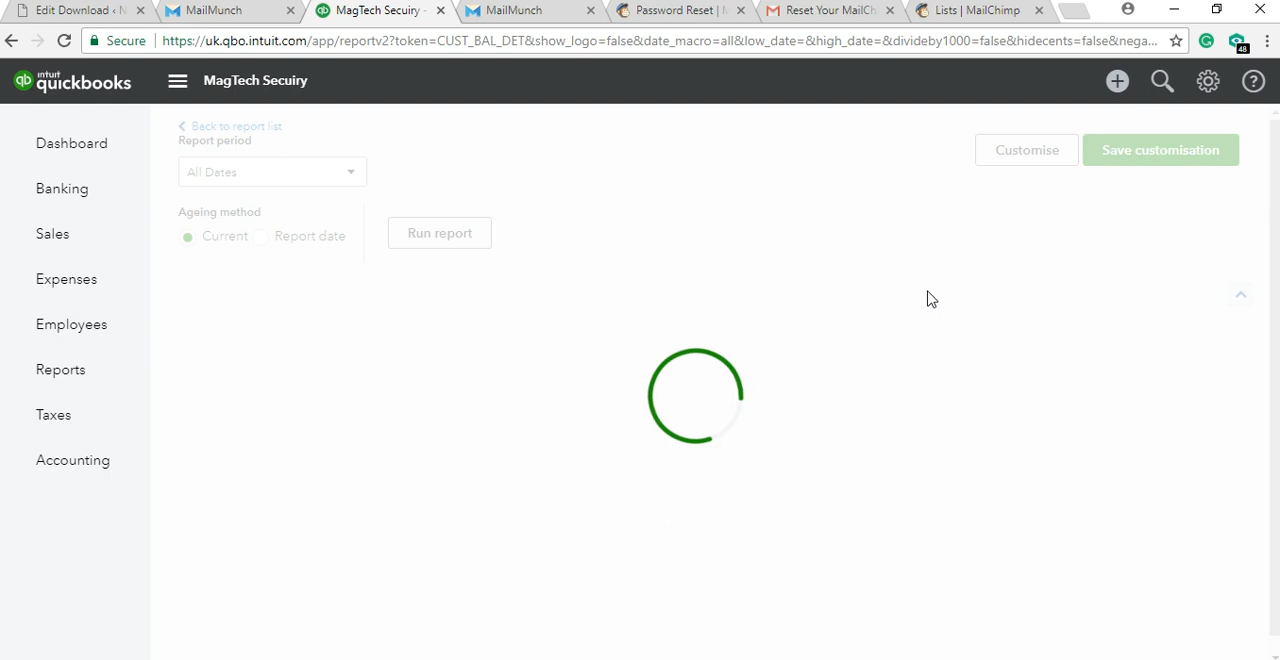 Edit Download ‹ N
MailMunch
MagTech Secuiry -
MailMunch
Password Reset | M
Reset Your MailCh
Lists | MailChimp
Secure
https://uk.qbo.intuit.com/app/reportv2?token=CUST_BAL_DET&show_logo=false&date_macro=all&low_date=&high_date=&divideby1000=false&hidecents=false&nega...
48
qb intuit quickbooks
MagTech Secuiry
Dashboard
Banking
Sales
Expenses
Employees
Reports
Taxes
Accounting
Back to report list
Report period
All Dates
Customise
Save customisation
Ageing method
Current
Report date
Run report